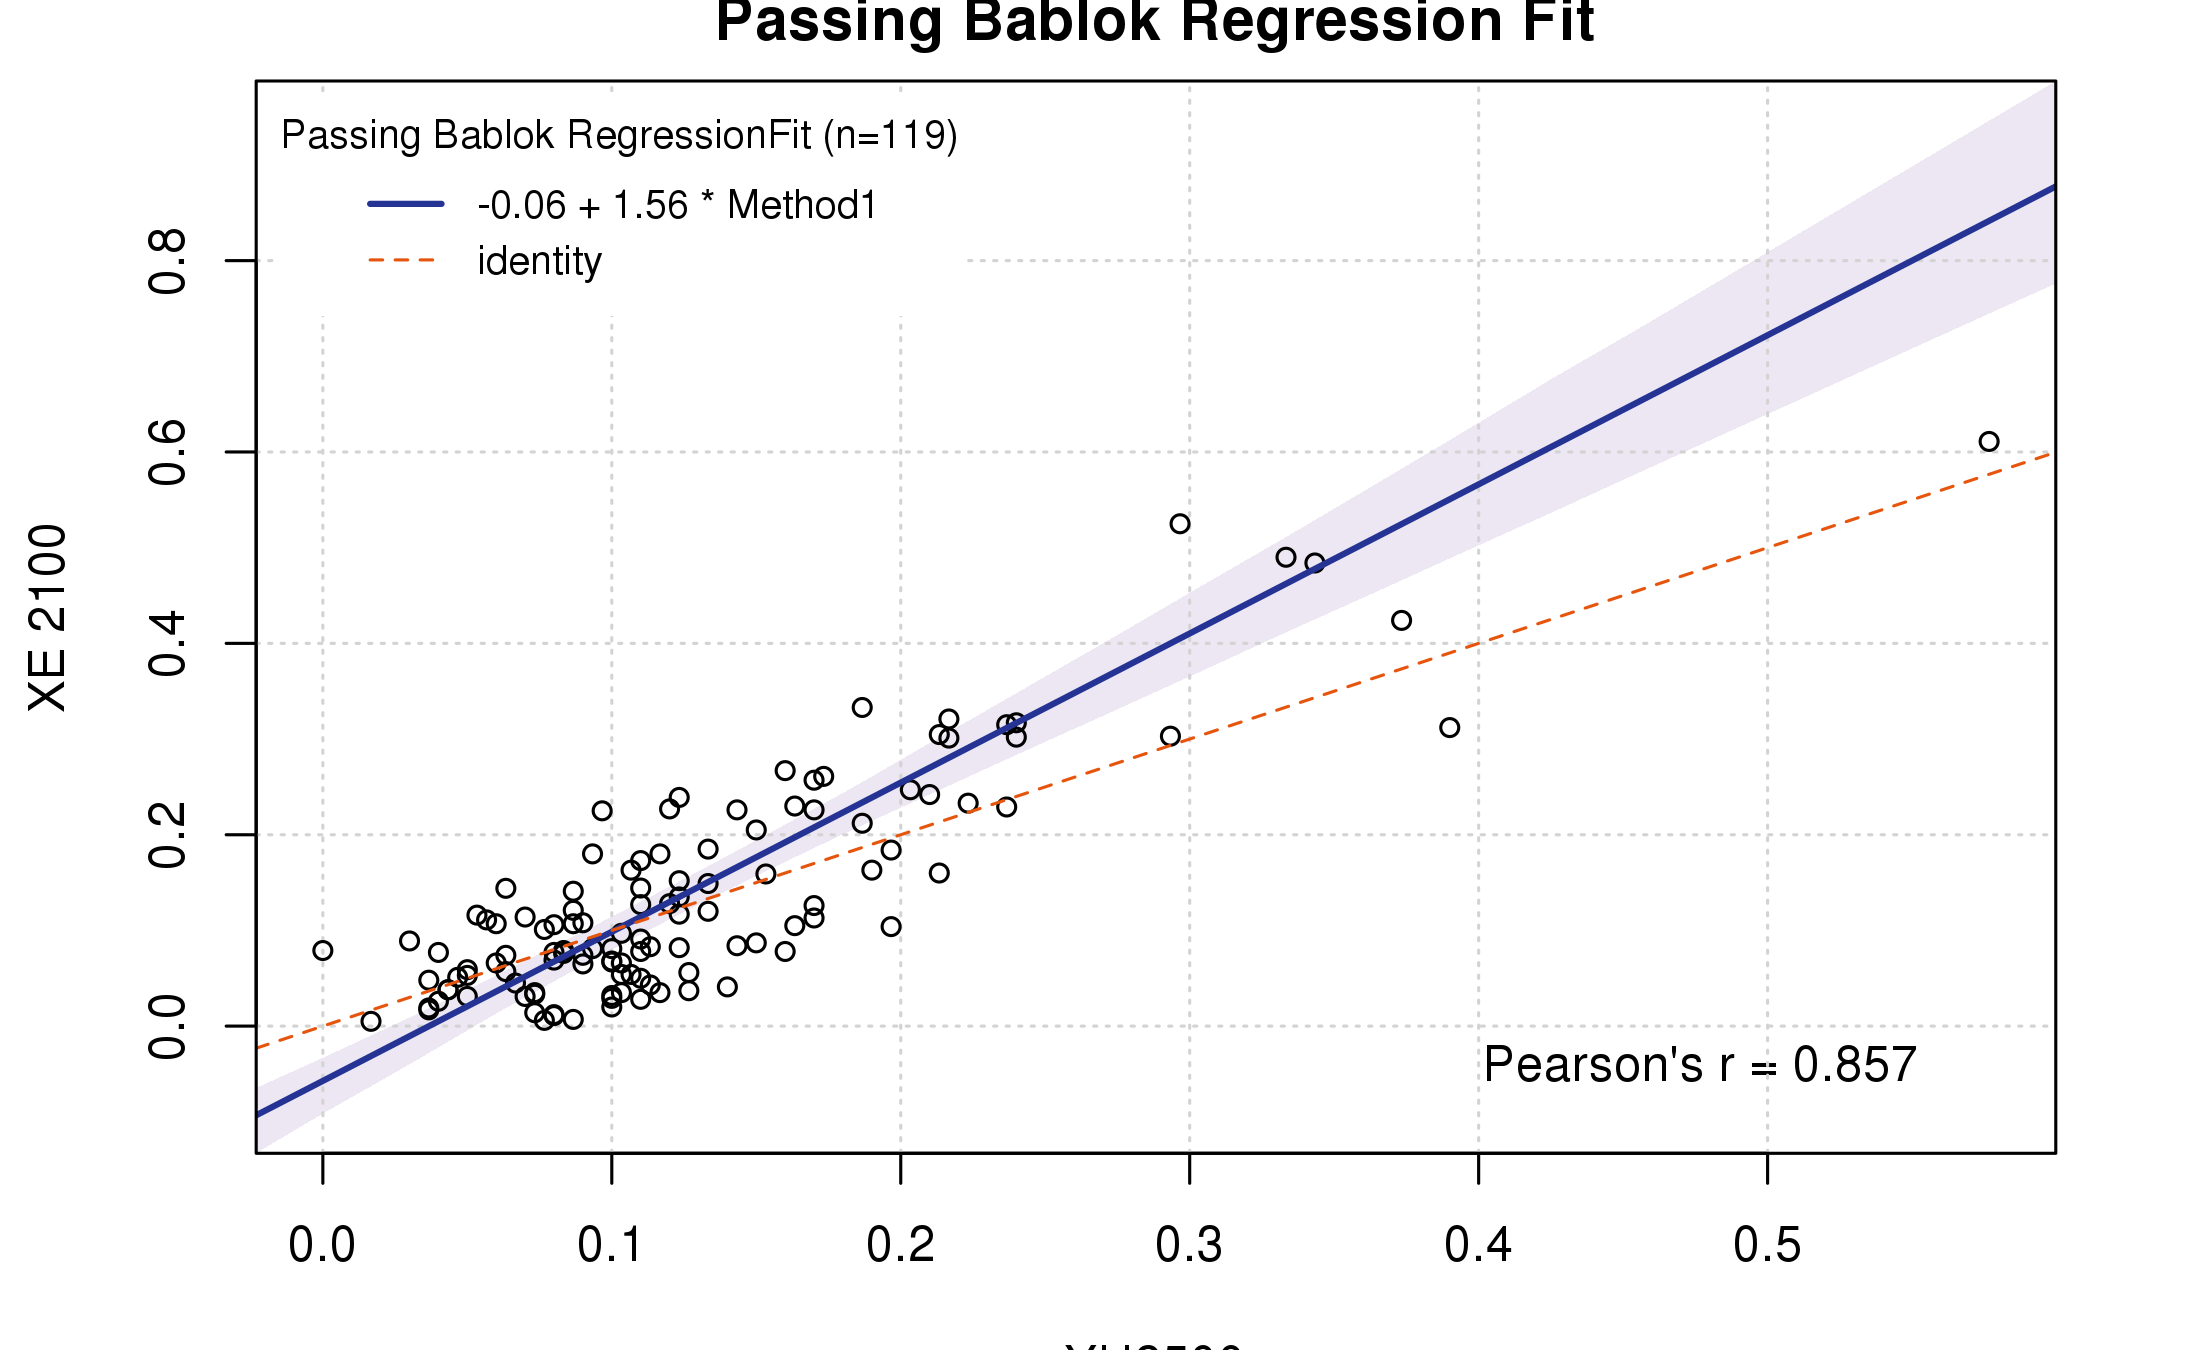 Passing Bablok Regression Fit
Passing Bablok RegressionFit (n=119)
-0.06 + 1.56 * Method1
identity
0.8
0.6
0.4
0.2
0.0
XE 2100
Pearson's r = 0.857
0.0 0.1 0.2 0.3 0.4 0.5